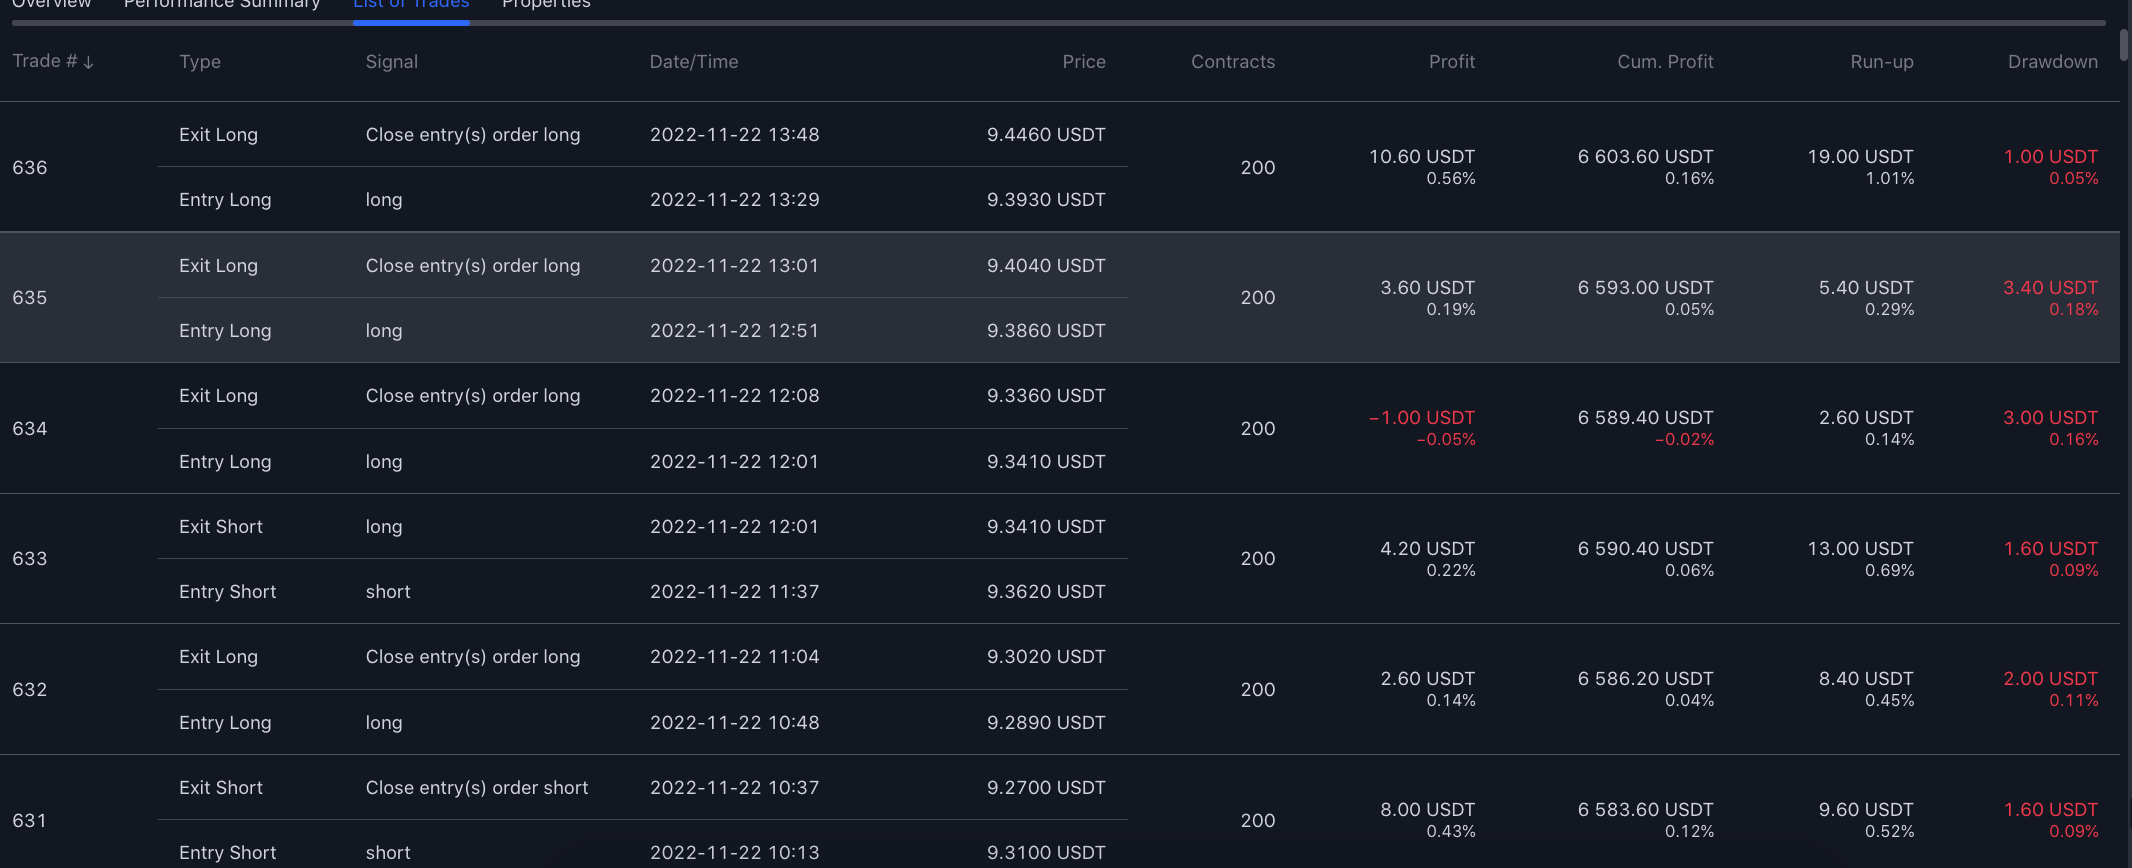 Overview Performance Summary List of Trades Properties
Trade # ↓ Type Signal Date/Time Price Contracts Profit Cum. Profit Run-up Drawdown
Exit Long Close entry(s) order long 2022-11-22 13:48 9.4460 USDT
636 200 10.60 USDT 6 603.60 USDT 19.00 USDT 1.00 USDT
0.56% 0.16% 1.01% 0.05%
Entry Long long 2022-11-22 13:29 9.3930 USDT
Exit Long Close entry(s) order long 2022-11-22 13:01 9.4040 USDT
635 200 3.60 USDT 6 593.00 USDT 5.40 USDT 3.40 USDT
0.19% 0.05% 0.29% 0.18%
Entry Long long 2022-11-22 12:51 9.3860 USDT
Exit Long Close entry(s) order long 2022-11-22 12:08 9.3360 USDT
634 200 −1.00 USDT 6 589.40 USDT 2.60 USDT 3.00 USDT
−0.05% −0.02% 0.14% 0.16%
Entry Long long 2022-11-22 12:01 9.3410 USDT
Exit Short long 2022-11-22 12:01 9.3410 USDT
633 200 4.20 USDT 6 590.40 USDT 13.00 USDT 1.60 USDT
0.22% 0.06% 0.69% 0.09%
Entry Short short 2022-11-22 11:37 9.3620 USDT
Exit Long Close entry(s) order long 2022-11-22 11:04 9.3020 USDT
632 200 2.60 USDT 6 586.20 USDT 8.40 USDT 2.00 USDT
0.14% 0.04% 0.45% 0.11%
Entry Long long 2022-11-22 10:48 9.2890 USDT
Exit Short Close entry(s) order short 2022-11-22 10:37 9.2700 USDT
631 200 8.00 USDT 6 583.60 USDT 9.60 USDT 1.60 USDT
0.43% 0.12% 0.52% 0.09%
Entry Short short 2022-11-22 10:13 9.3100 USDT